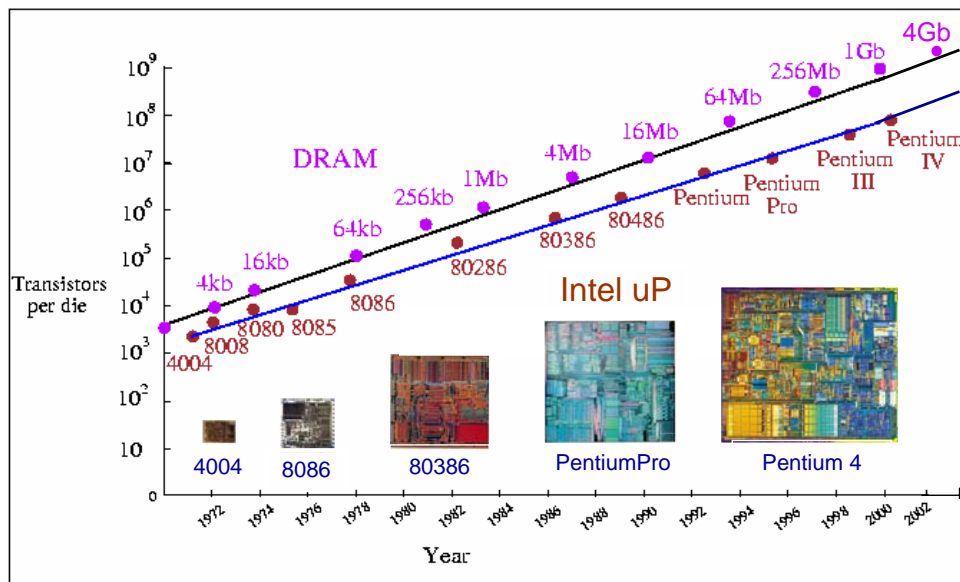 4Gb
1Gb
256Mb
64Mb
16Mb
4Mb
1Mb
256kb
64kb
16kb
4kb
DRAM
10⁹
10⁸
10⁷
10⁶
10⁵
10⁴
10³
10²
10
0
Transistors
per die
4004
8008
8080
8085
8086
80286
80386
80486
Pentium
Pentium
Pro
Pentium
III
Pentium
IV
Intel uP
4004
8086
80386
PentiumPro
Pentium 4
1972
1974
1976
1978
1980
1982
1984
1986
1988
1990
1992
1994
1996
1998
2000
2002
Year